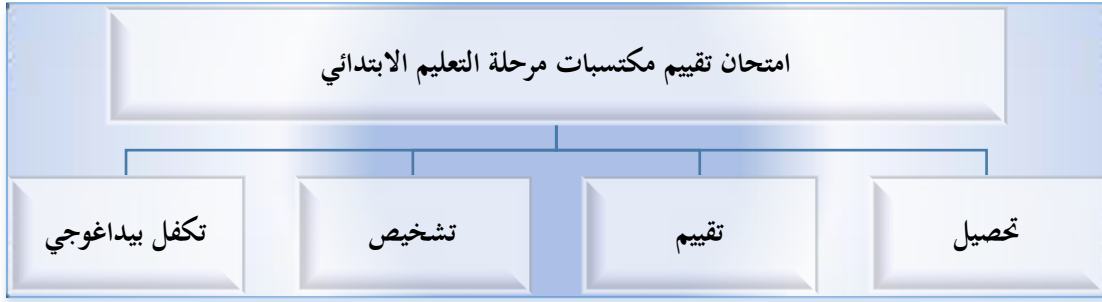 امتحان تقييم مكتسبات مرحلة التعليم الابتدائي
تحصيل
تقييم
تشخيص
تكفل بيداغوجي